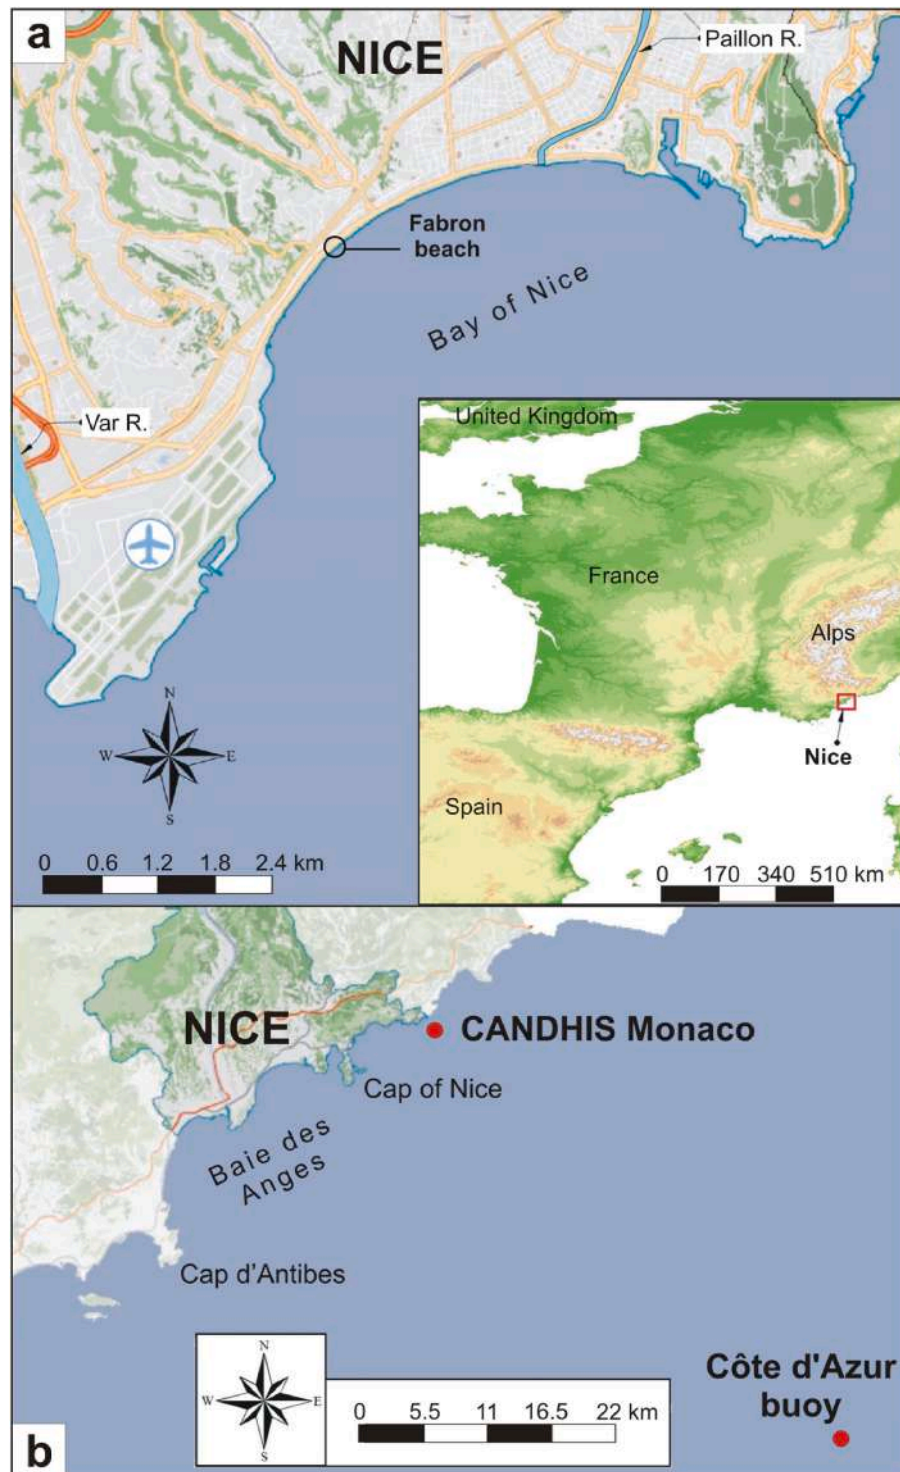 a
NICE
Paillon R.
Fabron
beach
Bay of Nice
Var R.
N
W E
S
0 0.6 1.2 1.8 2.4 km
United Kingdom
France
Alps
Nice
Spain
0 170 340 510 km
NICE
CANDHIS Monaco
Cap of Nice
Baie des
Anges
Cap d'Antibes
N
W E
S
0 5.5 11 16.5 22 km
Côte d'Azur
buoy
b